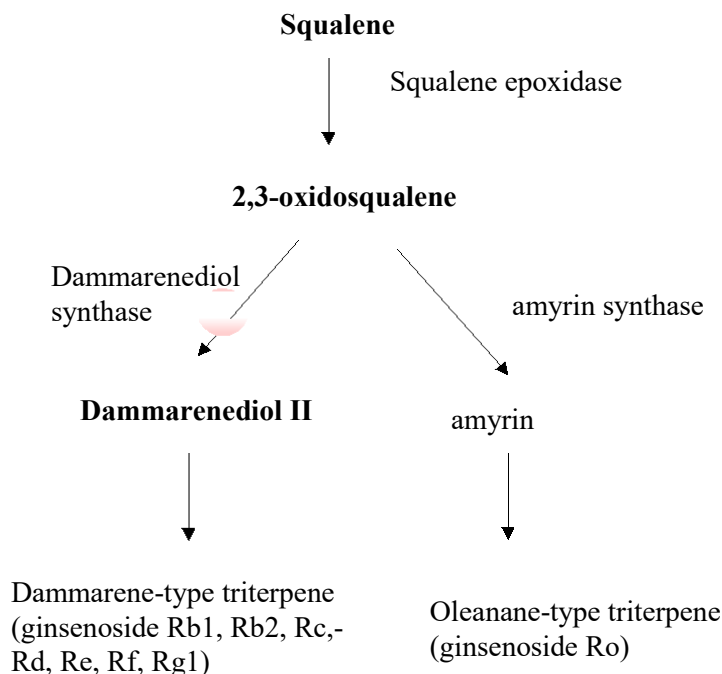 Squalene
Squalene epoxidase
2,3-oxidosqualene
Dammarenediol
synthase
amyrin synthase
Dammarenediol II
amyrin
Dammarene-type triterpene
(ginsenoside Rb1, Rb2, Rc,-
Rd, Re, Rf, Rg1)
Oleanane-type triterpene
(ginsenoside Ro)